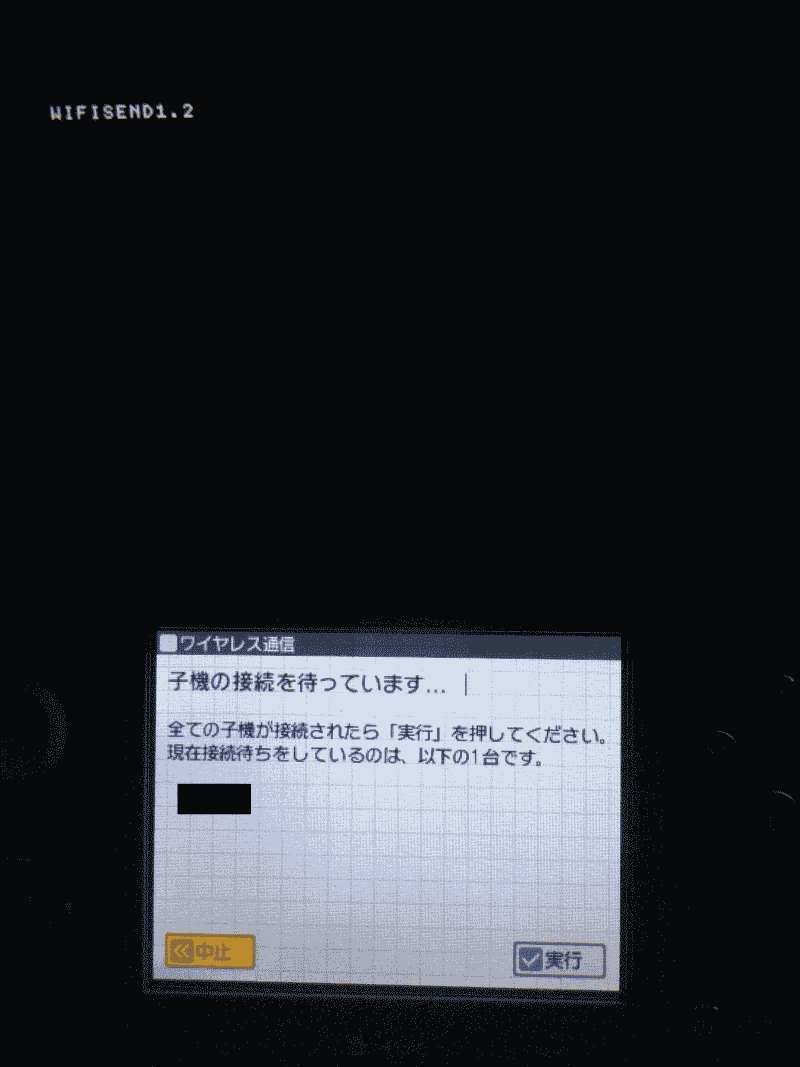 WIFISEND1.2
ワイヤレス通信
子機の接続を待っています...
全ての子機が接続されたら「実行」を押してください。
現在接続待ちをしているのは、以下の1台です。
中止
実行